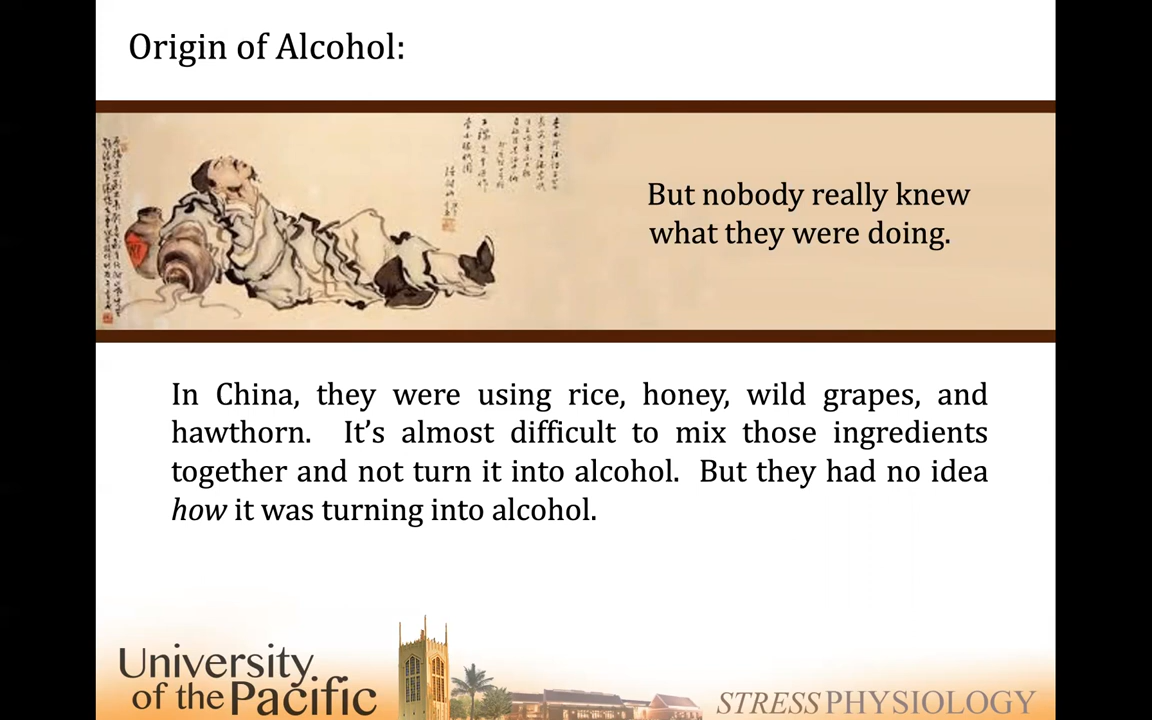 Origin of Alcohol:
But nobody really knew
what they were doing.
In China, they were using rice, honey, wild grapes, and
hawthorn. It’s almost difficult to mix those ingredients
together and not turn it into alcohol. But they had no idea
how it was turning into alcohol.
University
of the Pacific
STRESSPHYSIOLOGY